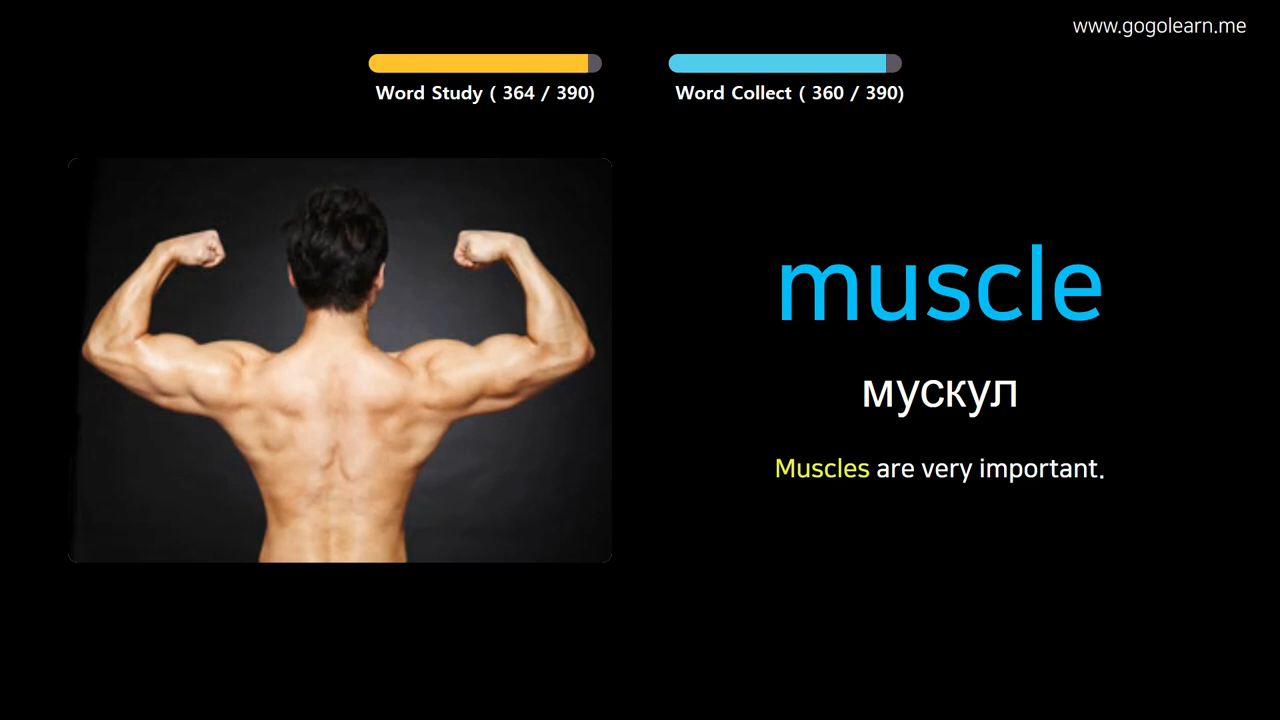 www.gogolearn.me
Word Study ( 364 / 390)
Word Collect ( 360 / 390)
muscle
мускул
Muscles are very important.